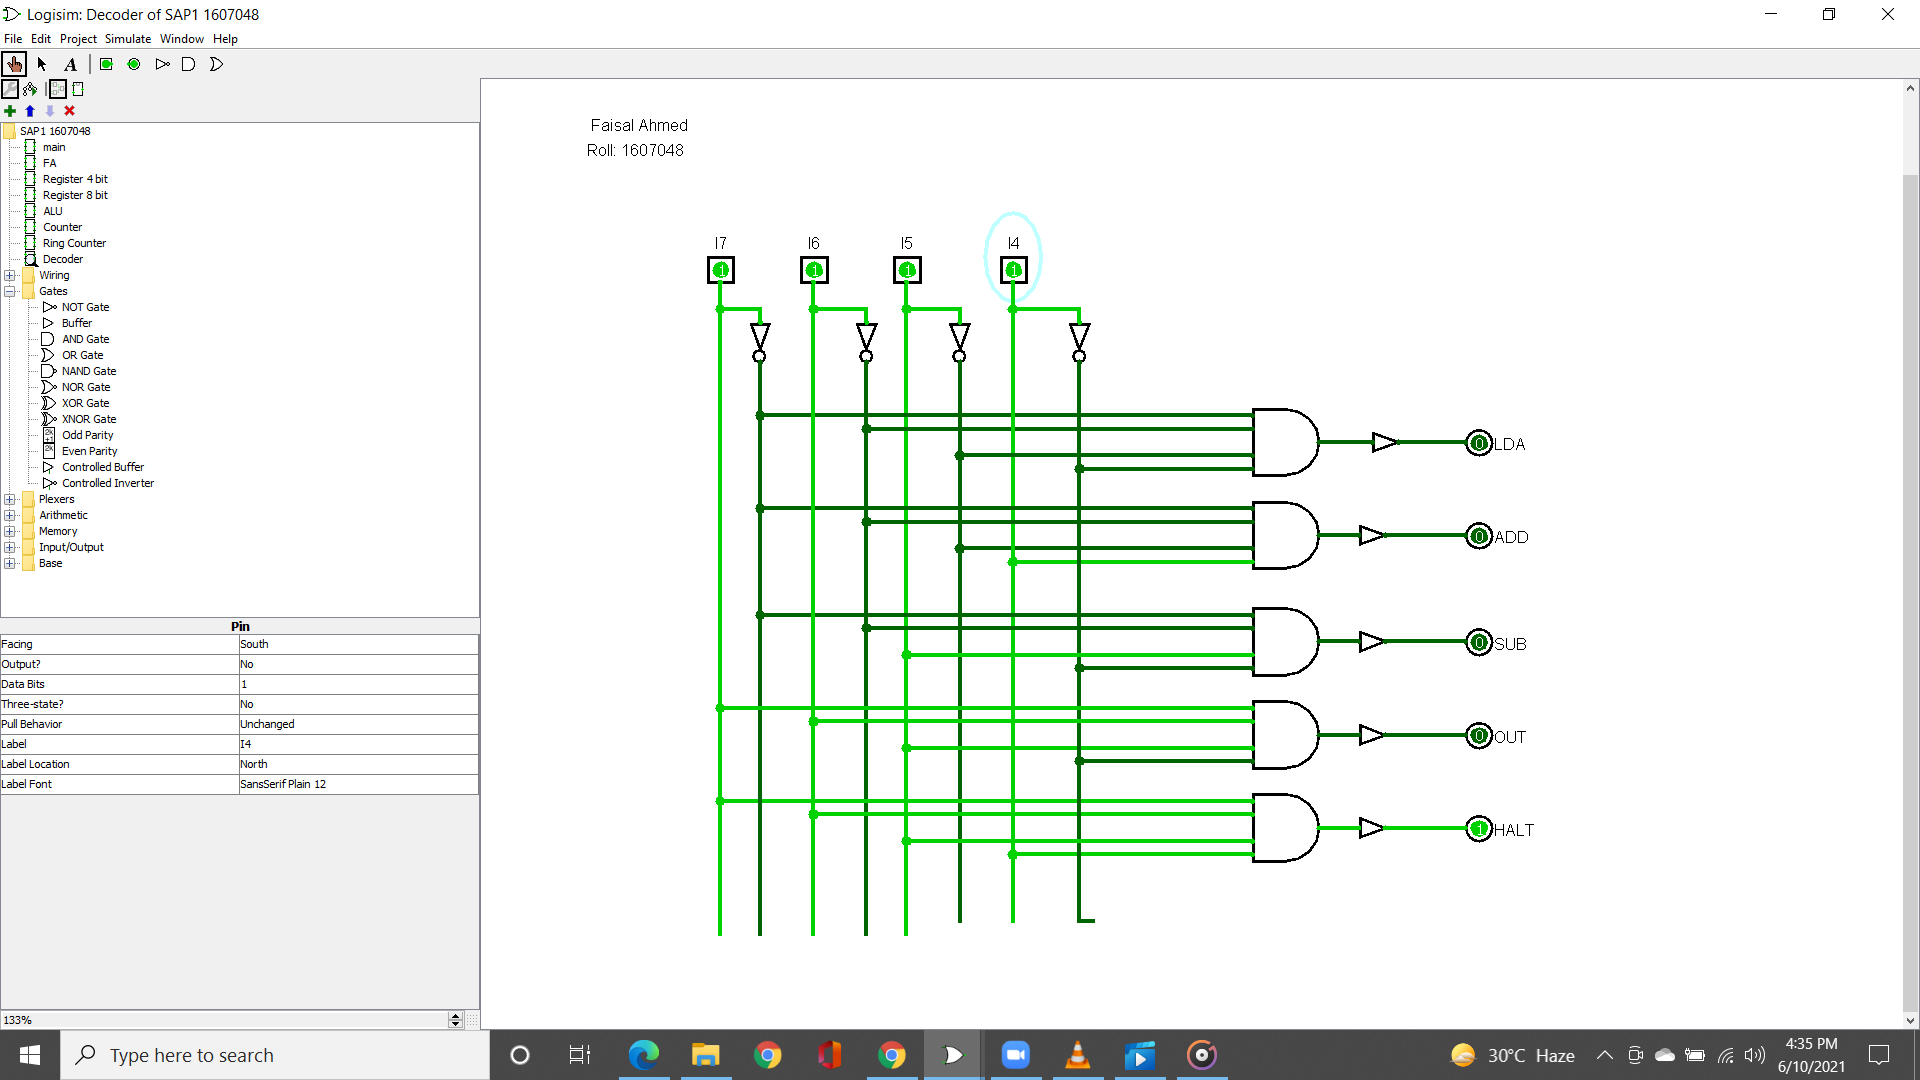 Logisim: Decoder of SAP1 1607048
File Edit Project Simulate Window Help
A
SAP1 1607048
main
FA
Register 4 bit
Register 8 bit
ALU
Counter
Ring Counter
Decoder
Wiring
Gates
NOT Gate
Buffer
AND Gate
OR Gate
NAND Gate
NOR Gate
XOR Gate
XNOR Gate
Odd Parity
Even Parity
Controlled Buffer
Controlled Inverter
Plexers
Arithmetic
Memory
Input/Output
Base
Pin
Facing South
Output? No
Data Bits 1
Three-state? No
Pull Behavior Unchanged
Label I4
Label Location North
Label Font SansSerif Plain 12
133%
Faisal Ahmed
Roll: 1607048
I7 I6 I5 I4
1 1 1 1
0 LDA
0 ADD
0 SUB
0 OUT
1 HALT
Type here to search
30°C Haze
4:35 PM
6/10/2021